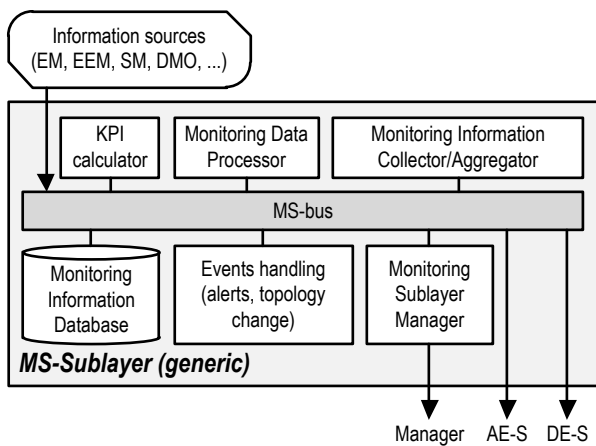 Information sources
(EM, EEM, SM, DMO, ...)
KPI
calculator
Monitoring Data
Processor
Monitoring Information
Collector/Aggregator
MS-bus
Monitoring
Information
Database
Events handling
(alerts, topology
change)
Monitoring
Sublayer
Manager
MS-Sublayer (generic)
Manager
AE-S
DE-S